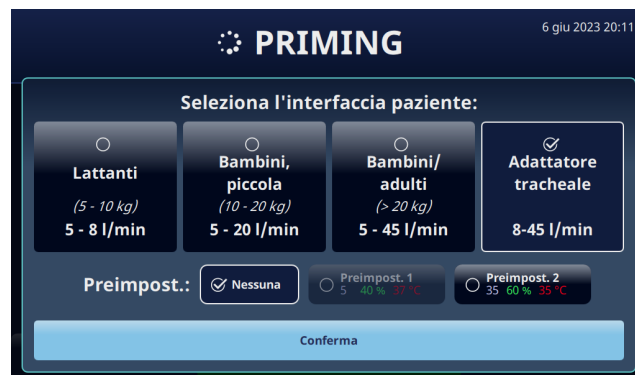 PRIMING
6 giu 2023 20:11
Seleziona l'interfaccia paziente:
Lattanti
(5 - 10 kg)
5 - 8 l/min
Bambini,
piccola
(10 - 20 kg)
5 - 20 l/min
Bambini/
adulti
(> 20 kg)
5 - 45 l/min
Adattatore
tracheale
8-45 l/min
Preimpost.:
Nessuna
Preimpost. 1
5 40 % 37 °C
Preimpost. 2
35 60 % 35 °C
Conferma